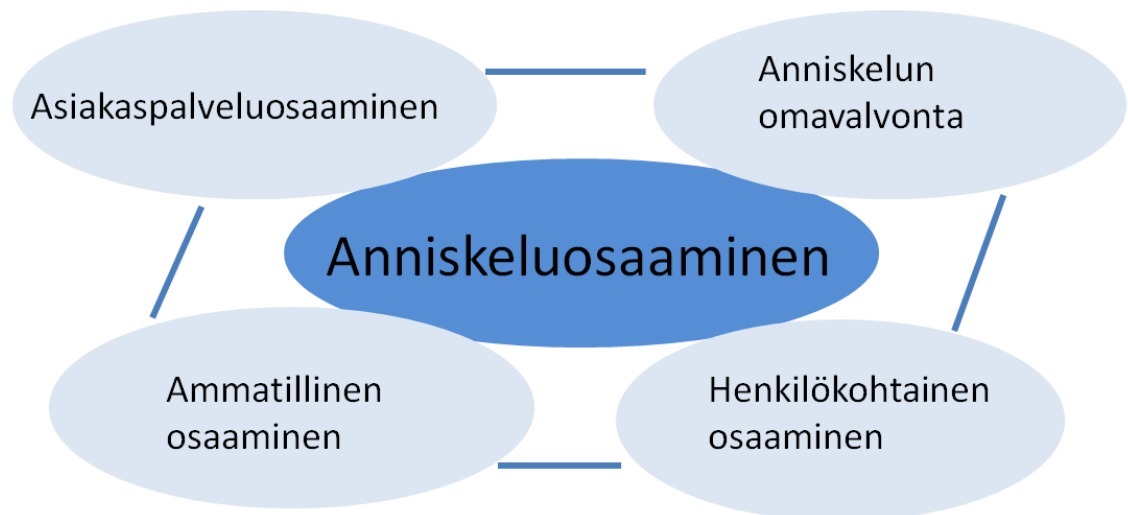 Asiakaspalveluosaaminen
Anniskelun
omavalvonta
Anniskeluosaaminen
Ammatillinen
osaaminen
Henkilökohtainen
osaaminen